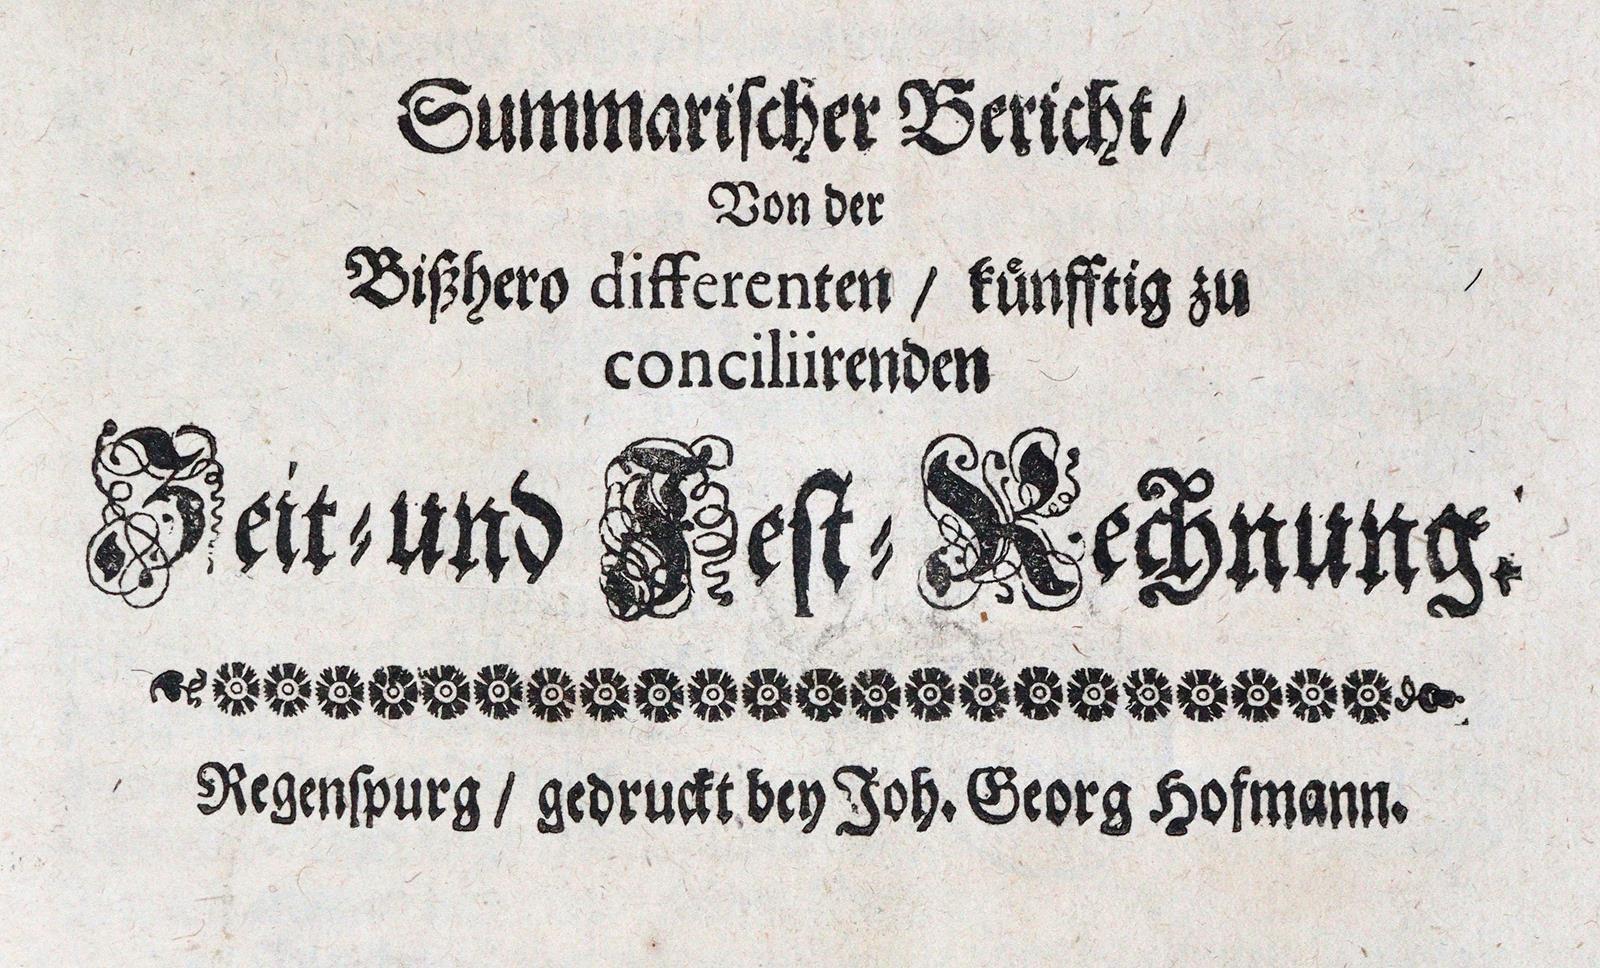 Summarischer Bericht/
Von der
Bißhero differenten / künfftig zu
conciliirenden
Zeit-und Fest-Rechnung.
Regenspurg / gedruckt bey Joh. Georg Hofmann.